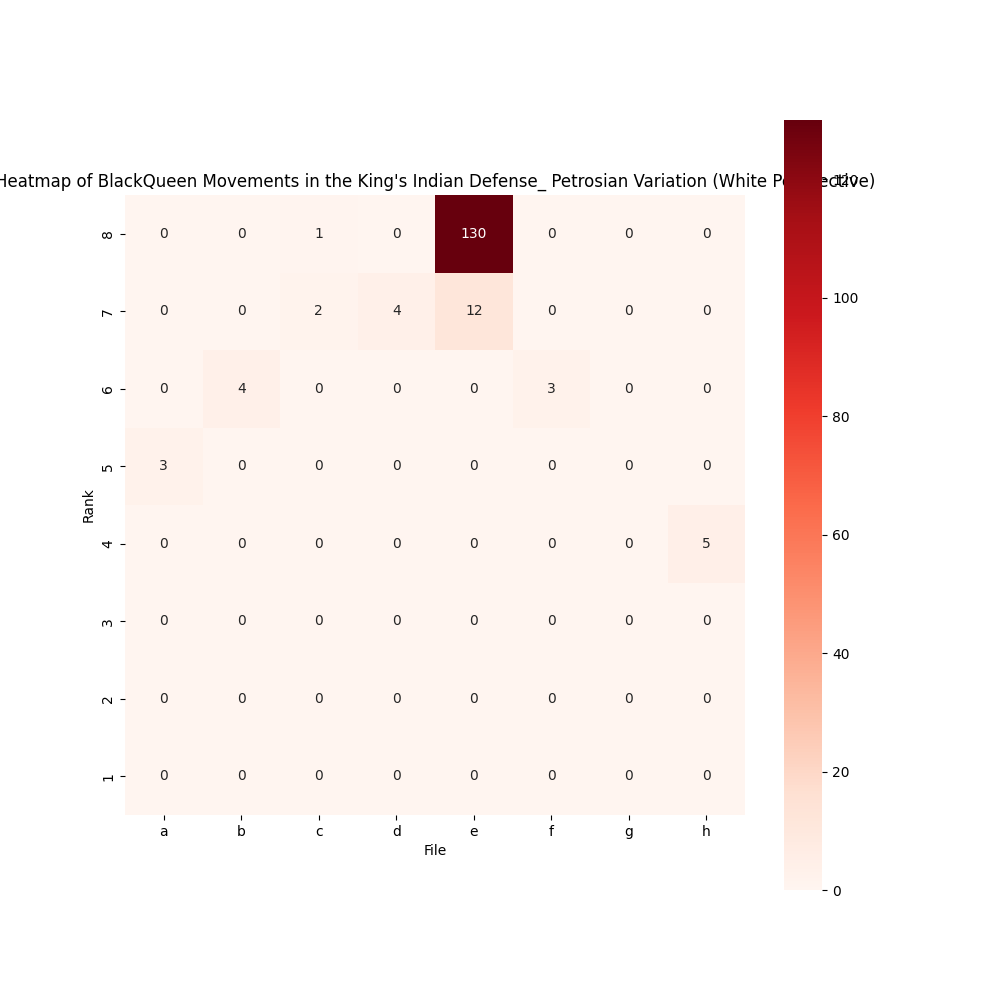 Heatmap of BlackQueen Movements in the King's Indian Defense_ Petrosian Variation (White Perspective)
8 0 0 1 0 130 0 0 0
7 0 0 2 4 12 0 0 0
6 0 4 0 0 0 3 0 0
5 3 0 0 0 0 0 0 0
4 0 0 0 0 0 0 0 5
3 0 0 0 0 0 0 0 0
2 0 0 0 0 0 0 0 0
1 0 0 0 0 0 0 0 0
a b c d e f g h
File
Rank
120
100
80
60
40
20
0